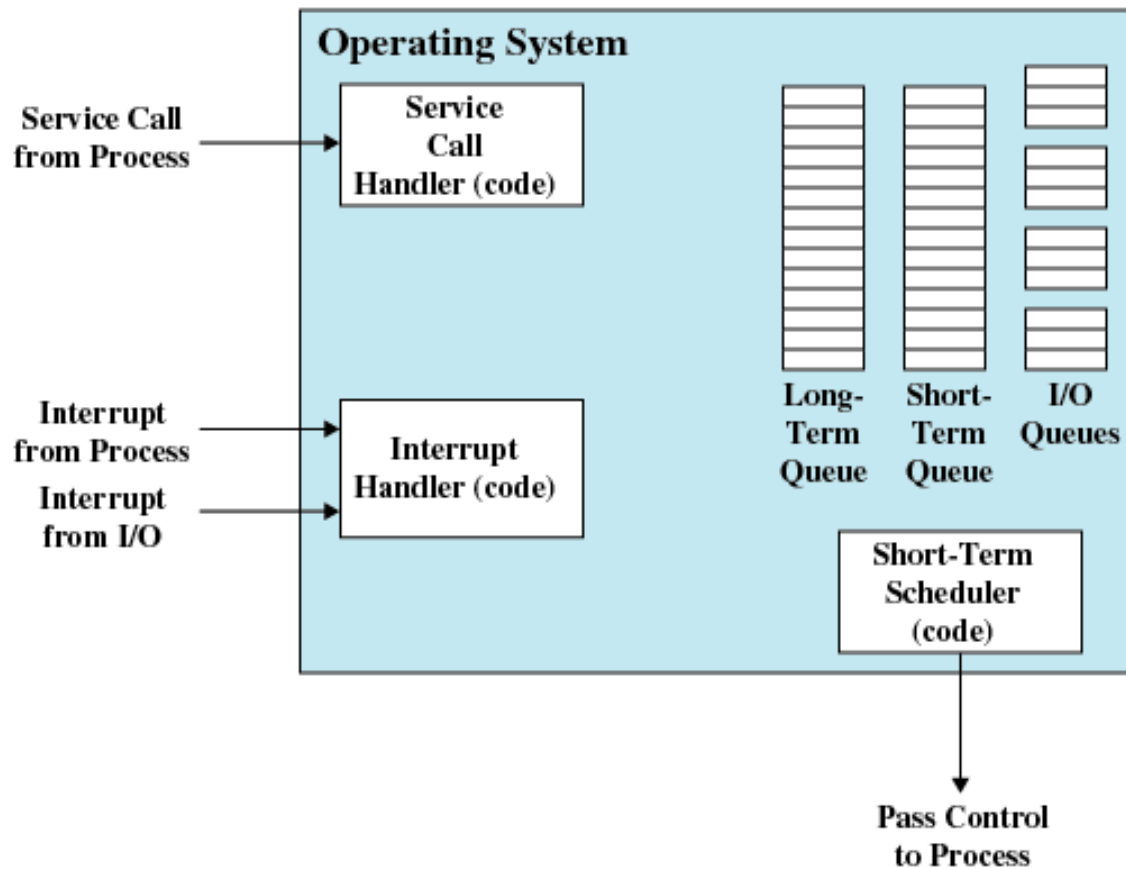 Operating System
Service Call
from Process
Service
Call
Handler (code)
Interrupt
from Process
Interrupt
from I/O
Interrupt
Handler (code)
Long-
Term
Queue
Short-
Term
Queue
I/O
Queues
Short-Term
Scheduler
(code)
Pass Control
to Process